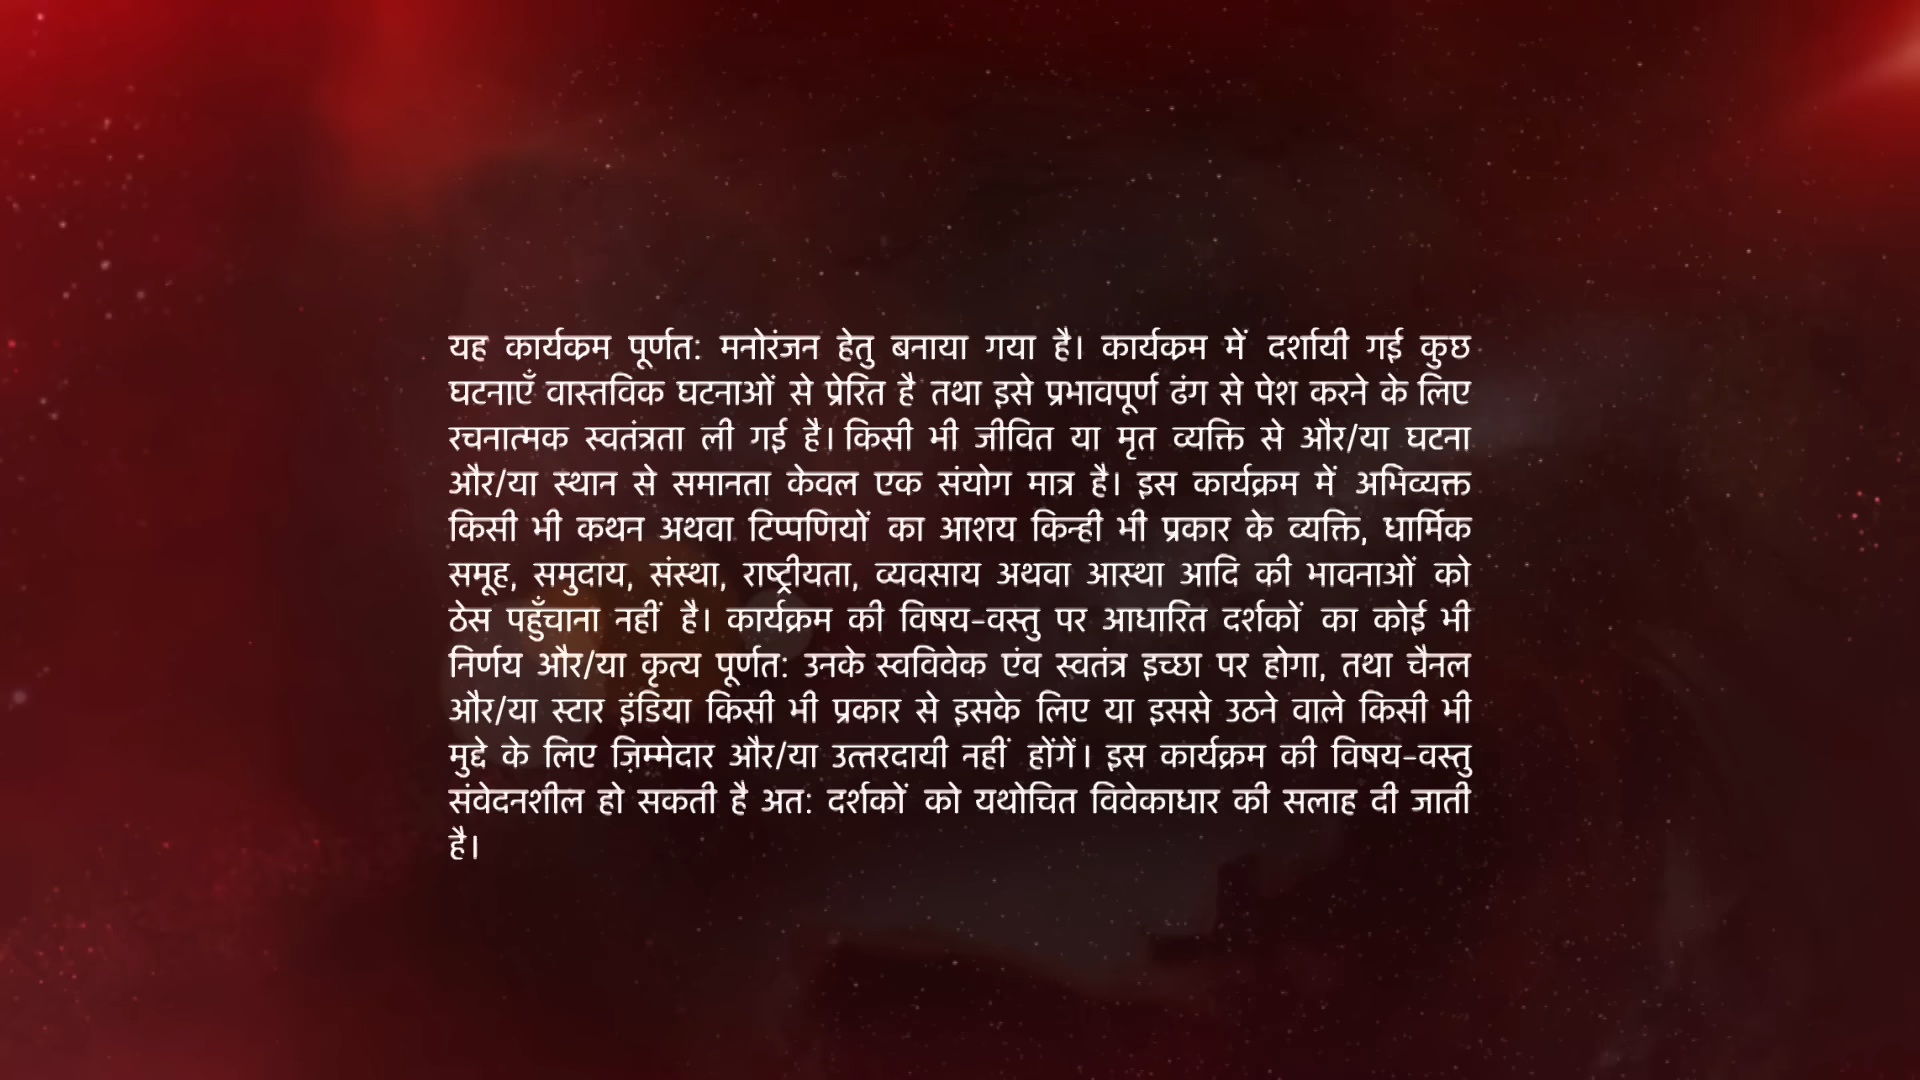 यह कार्यक्रम पूर्णत: मनोरंजन हेतु बनाया गया है। कार्यक्रम में दर्शायी गई कुछ
घटनाएँ वास्तविक घटनाओं से प्रेरित है तथा इसे प्रभावपूर्ण ढंग से पेश करने के लिए
रचनात्मक स्वतंत्रता ली गई है। किसी भी जीवित या मृत व्यक्ति से और/या घटना
और/या स्थान से समानता केवल एक संयोग मात्र है। इस कार्यक्रम में अभिव्यक्त
किसी भी कथन अथवा टिप्पणियों का आशय किन्ही भी प्रकार के व्यक्ति, धार्मिक
समूह, समुदाय, संस्था, राष्ट्रीयता, व्यवसाय अथवा आस्था आदि की भावनाओं को
ठेस पहुँचाना नहीं है। कार्यक्रम की विषय-वस्तु पर आधारित दर्शकों का कोई भी
निर्णय और/या कृत्य पूर्णत: उनके स्वविवेक एंव स्वतंत्र इच्छा पर होगा, तथा चैनल
और/या स्टार इंडिया किसी भी प्रकार से इसके लिए या इससे उठने वाले किसी भी
मुद्दे के लिए ज़िम्मेदार और/या उत्तरदायी नहीं होंगें। इस कार्यक्रम की विषय-वस्तु
संवेदनशील हो सकती है अत: दर्शकों को यथोचित विवेकाधार की सलाह दी जाती
है।